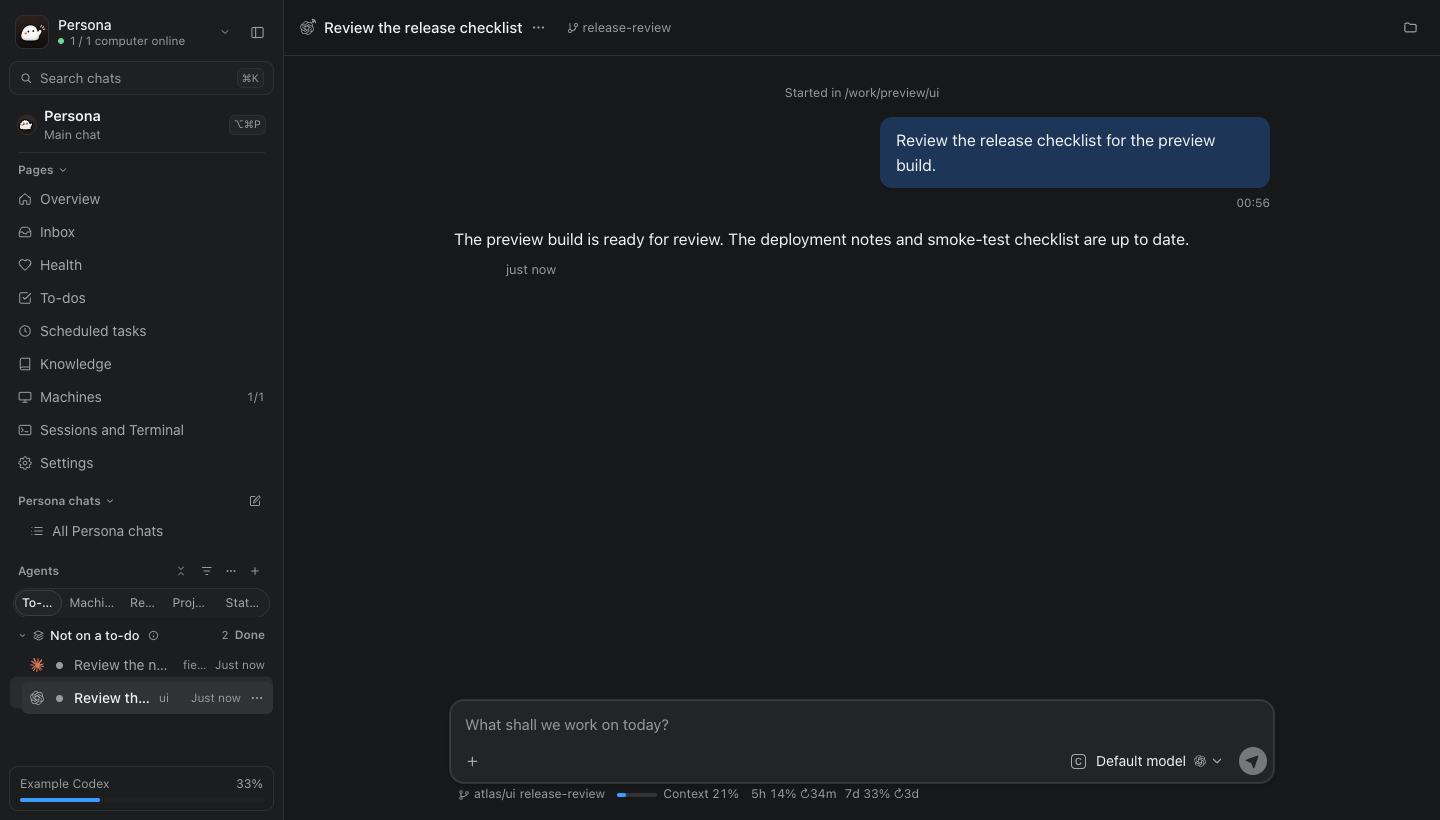 Persona
1 / 1 computer online
Search chats
⌘K
Persona
Main chat
⌥⌘P
Pages
Overview
Inbox
Health
To-dos
Scheduled tasks
Knowledge
Machines
1/1
Sessions and Terminal
Settings
Persona chats
All Persona chats
Agents
To-... Machi... Re... Proj... Stat...
Not on a to-do 2 Done
Review the n... fie... Just now
Review th... ui Just now
Example Codex 33%
Review the release checklist
release-review
Started in /work/preview/ui
Review the release checklist for the preview
build.
00:56
The preview build is ready for review. The deployment notes and smoke-test checklist are up to date.
just now
What shall we work on today?
C Default model
atlas/ui release-review Context 21% 5h 14% ↻34m 7d 33% ↻3d